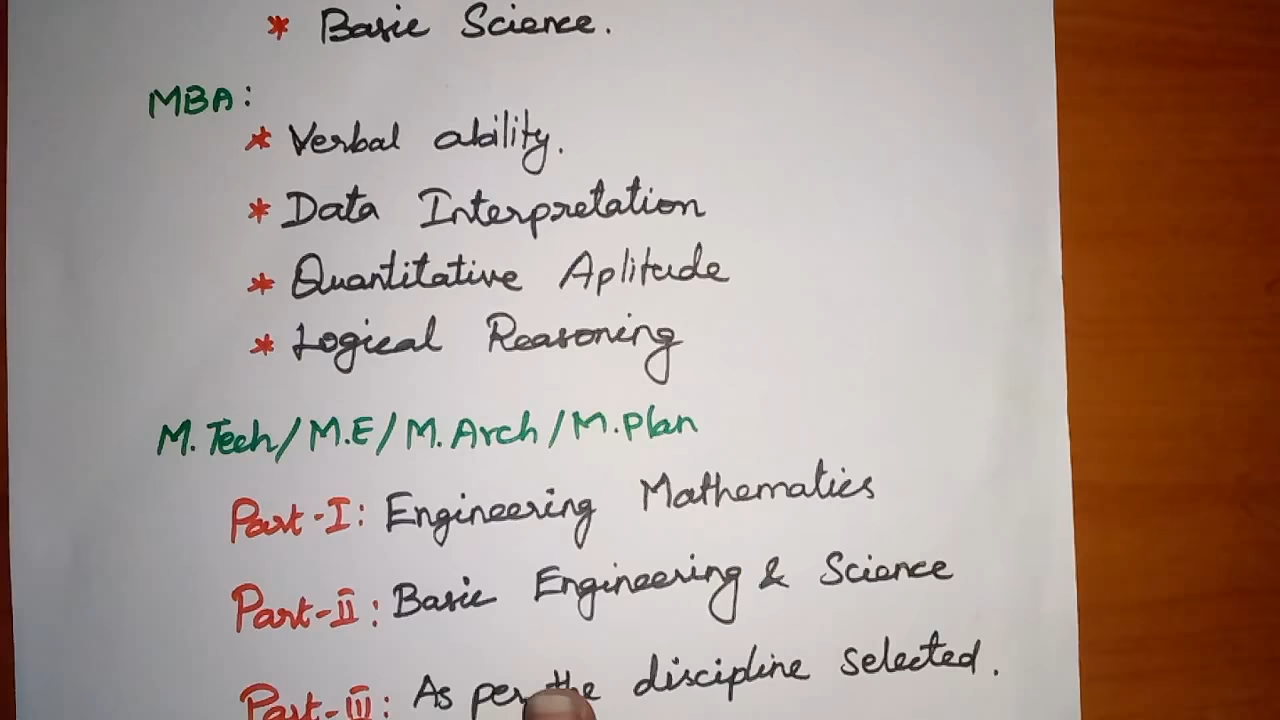 * Basic Science.
MBA:
* Verbal ability.
* Data Interpretation
* Quantitative Aptitude
* Logical Reasoning
M.Tech/M.E/M.Arch/M.plan
Part-I: Engineering Mathematics
Part-II: Basic Engineering & Science
Part-III: As per the discipline selected.